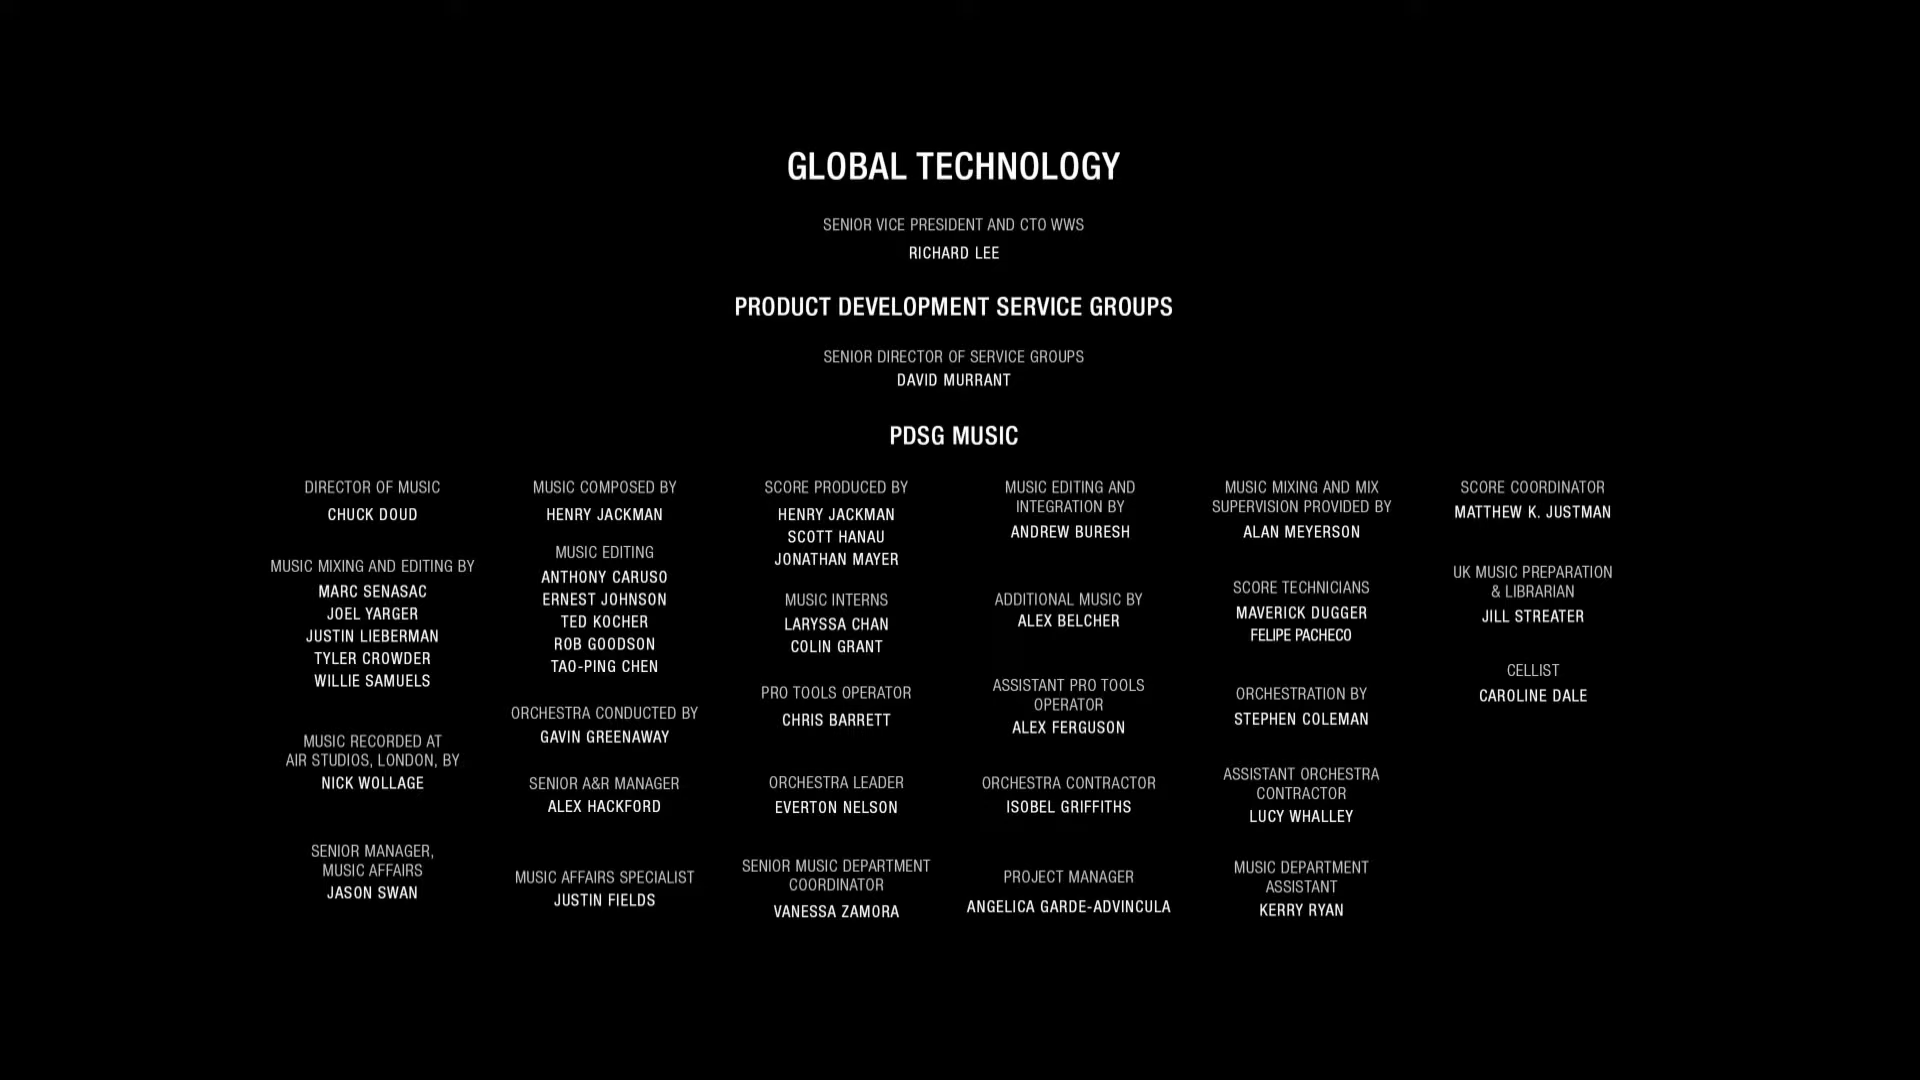 GLOBAL TECHNOLOGY
SENIOR VICE PRESIDENT AND CTO WWS
RICHARD LEE
PRODUCT DEVELOPMENT SERVICE GROUPS
SENIOR DIRECTOR OF SERVICE GROUPS
DAVID MURRANT
PDSG MUSIC
DIRECTOR OF MUSIC
CHUCK DOUD
MUSIC MIXING AND EDITING BY
MARC SENASAC
JOEL YARGER
JUSTIN LIEBERMAN
TYLER CROWDER
WILLIE SAMUELS
MUSIC RECORDED AT
AIR STUDIOS, LONDON, BY
NICK WOLLAGE
SENIOR MANAGER,
MUSIC AFFAIRS
JASON SWAN
MUSIC COMPOSED BY
HENRY JACKMAN
MUSIC EDITING
ANTHONY CARUSO
ERNEST JOHNSON
TED KOCHER
ROB GOODSON
TAO-PING CHEN
ORCHESTRA CONDUCTED BY
GAVIN GREENAWAY
SENIOR A&R MANAGER
ALEX HACKFORD
MUSIC AFFAIRS SPECIALIST
JUSTIN FIELDS
SCORE PRODUCED BY
HENRY JACKMAN
SCOTT HANAU
JONATHAN MAYER
MUSIC INTERNS
LARYSSA CHAN
COLIN GRANT
PRO TOOLS OPERATOR
CHRIS BARRETT
ORCHESTRA LEADER
EVERTON NELSON
SENIOR MUSIC DEPARTMENT
COORDINATOR
VANESSA ZAMORA
MUSIC EDITING AND
INTEGRATION BY
ANDREW BURESH
ADDITIONAL MUSIC BY
ALEX BELCHER
ASSISTANT PRO TOOLS
OPERATOR
ALEX FERGUSON
ORCHESTRA CONTRACTOR
ISOBEL GRIFFITHS
PROJECT MANAGER
ANGELICA GARDE-ADVINCULA
MUSIC MIXING AND MIX
SUPERVISION PROVIDED BY
ALAN MEYERSON
SCORE TECHNICIANS
MAVERICK DUGGER
FELIPE PACHECO
ORCHESTRATION BY
STEPHEN COLEMAN
ASSISTANT ORCHESTRA
CONTRACTOR
LUCY WHALLEY
MUSIC DEPARTMENT
ASSISTANT
KERRY RYAN
SCORE COORDINATOR
MATTHEW K. JUSTMAN
UK MUSIC PREPARATION
& LIBRARIAN
JILL STREATER
CELLIST
CAROLINE DALE